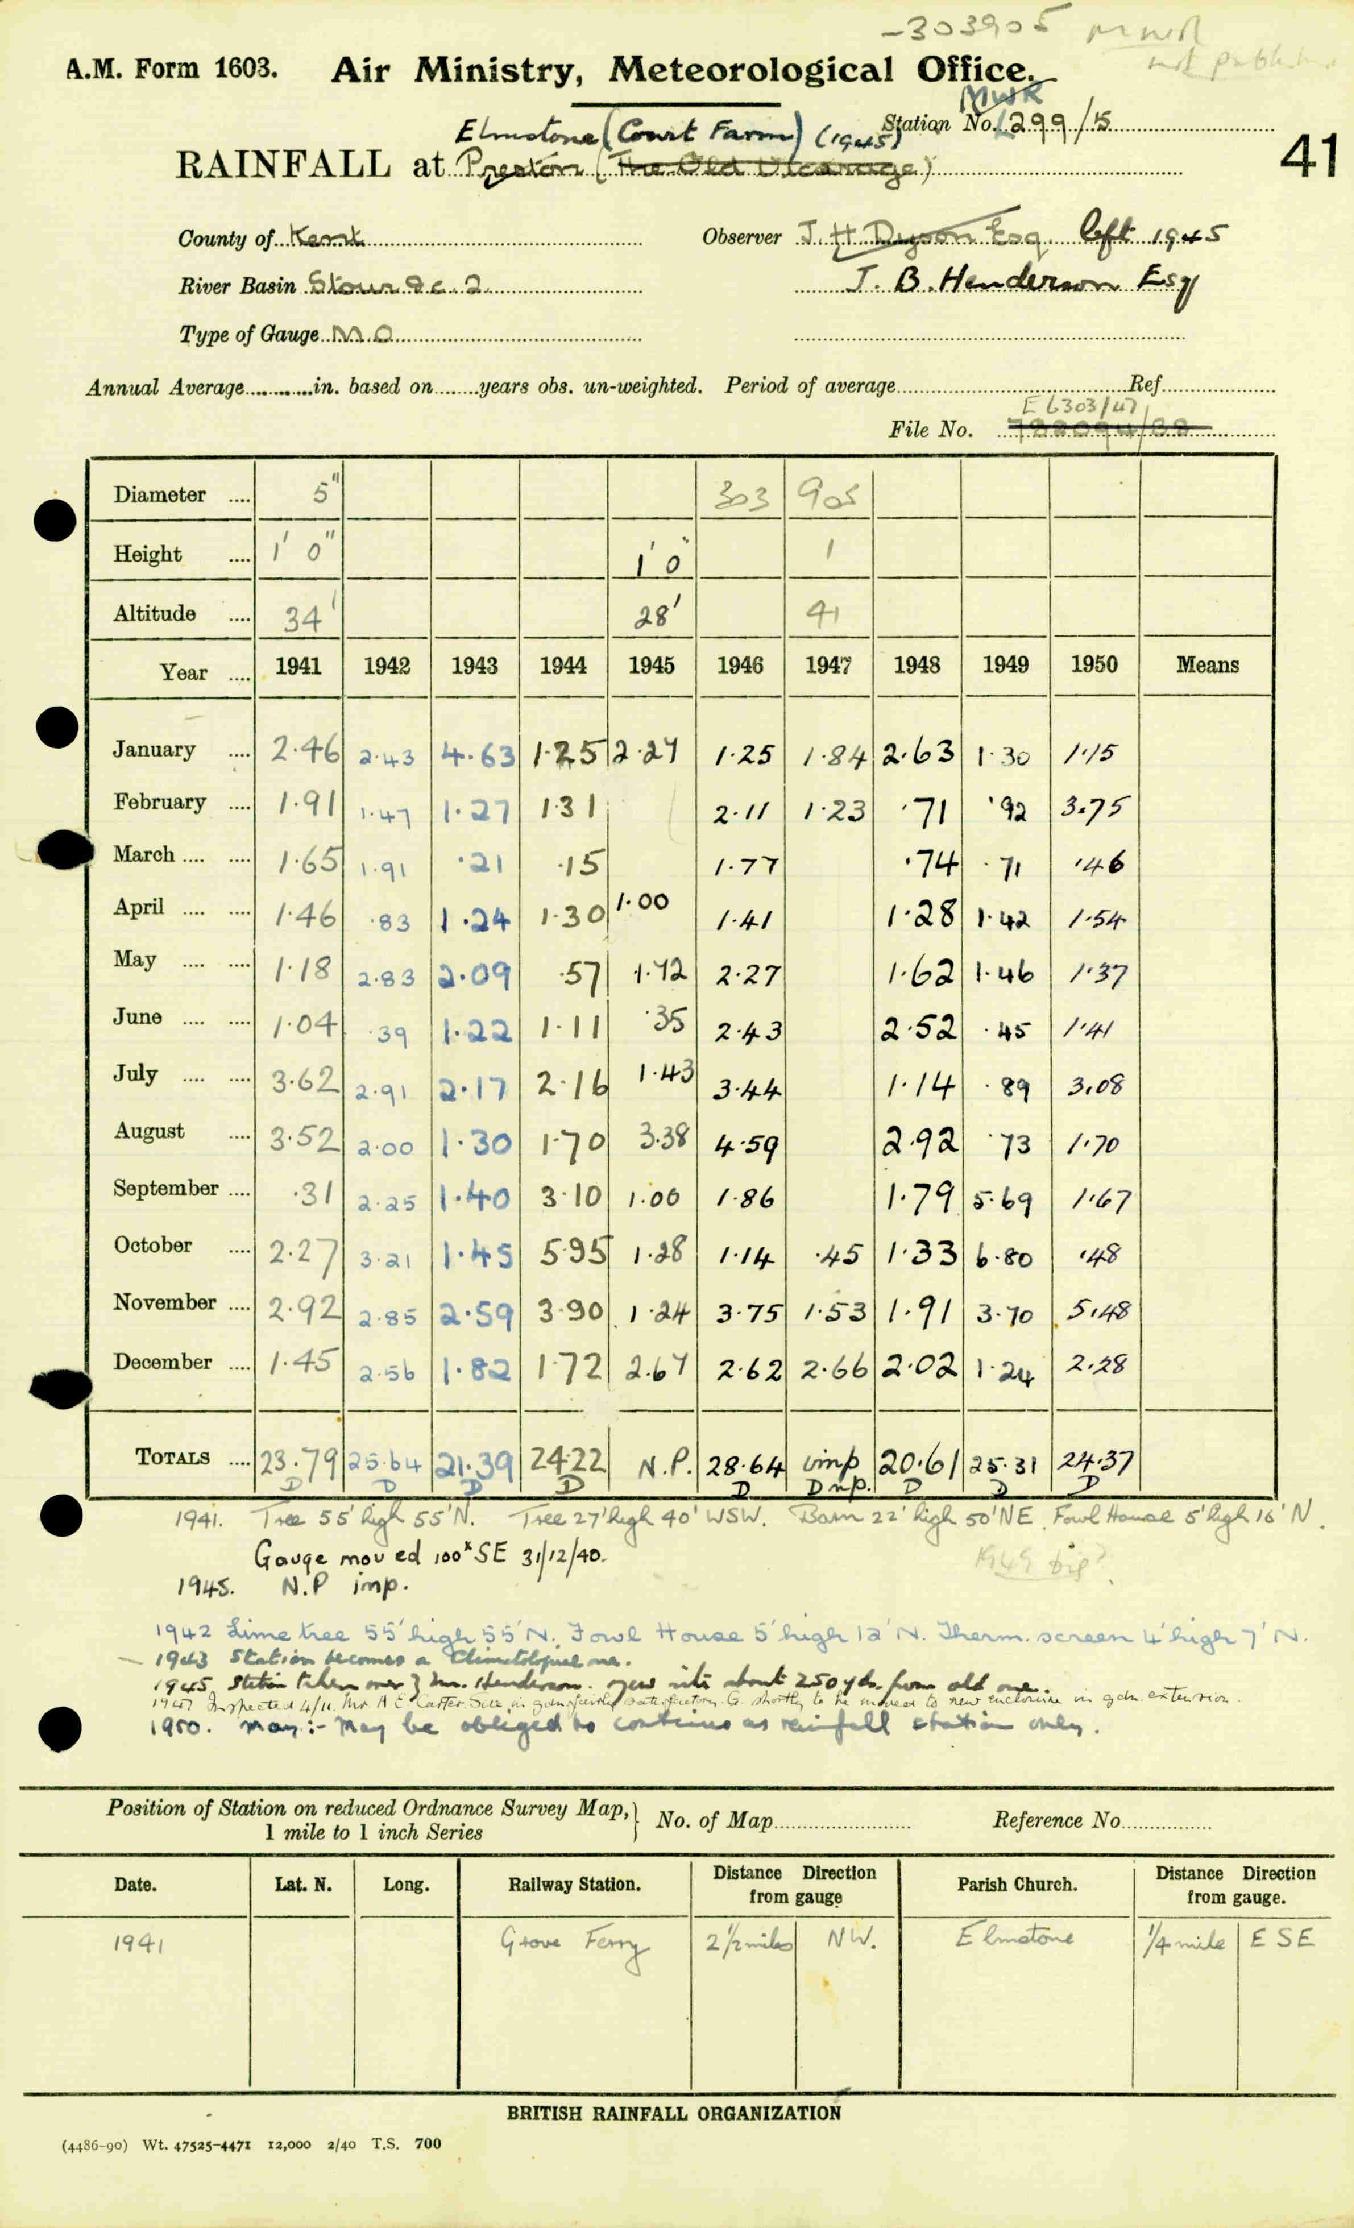 -303905 MWR
not published
A.M. Form 1603. Air Ministry, Meteorological Office.
MWR
Elmstone (Court Farm) (1945) Station No. 299/15
RAINFALL at Preston (The Old Vicarage) 41
County of Kent Observer J. H Dyson Esq. left 1945
River Basin Stour &c. 2 J. B. Henderson Esq
Type of Gauge M.O
Annual Average in. based on years obs. un-weighted. Period of average Ref.
E 6303/47
File No.
Diameter .... 5" 303 905
Height .... 1' 0" 1' 0" 1
Altitude .... 34' 28' 41
Year .... 1941 1942 1943 1944 1945 1946 1947 1948 1949 1950 Means
January .... 2.46 2.43 4.63 1.25 2.27 1.25 1.84 2.63 1.30 1.15
February .... 1.91 1.47 1.27 1.31 2.11 1.23 .71 .92 3.75
March .... .... 1.65 1.91 .21 .15 1.77 .74 .71 .46
April .... .... 1.46 .83 1.24 1.30 1.00 1.41 1.28 1.42 1.54
May .... .... 1.18 2.83 2.09 .57 1.72 2.27 1.62 1.46 1.37
June .... .... 1.04 .39 1.22 1.11 .35 2.43 2.52 .45 1.41
July .... .... 3.62 2.91 2.17 2.16 1.43 3.44 1.14 .89 3.08
August .... 3.52 2.00 1.30 1.70 3.38 4.59 2.92 .73 1.70
September .... .31 2.25 1.40 3.10 1.00 1.86 1.79 5.69 1.67
October .... 2.27 3.21 1.45 5.95 1.28 1.14 .45 1.33 6.80 .48
November .... 2.92 2.85 2.59 3.90 1.24 3.75 1.53 1.91 3.70 5.48
December .... 1.45 2.56 1.82 1.72 2.67 2.62 2.66 2.02 1.24 2.28
TOTALS .... 23.79 25.64 21.39 24.22 N.P. 28.64 imp 20.61 25.31 24.37
D D D D D D np. D D D
1941. Tree 55' high 55' N. Tree 27' high 40' WSW. Barn 22' high 50' NE. Fowl House 5' high 16' N.
Gauge moved 100x SE 31/12/40. 1949 big?
1945. N.P imp.
1942 Lime tree 55' high 55' N. Fowl House 5' high 12' N. Therm. screen 4' high 7' N.
1943 Station becomes a Climatological one.
1945. Station taken over by Mr. Henderson. New site about 250 yds. from old one.
1947 Inspected 4/11 Mr A E Carter. Site in gdn fairly satisfactory. G. shortly to be moved to new enclosure in gdn. extension.
1950. May:- May be obliged to continue as rainfall station only.
Position of Station on reduced Ordnance Survey Map, 1 mile to 1 inch Series } No. of Map Reference No.
Date. Lat. N. Long. Railway Station. Distance Direction from gauge Parish Church. Distance Direction from gauge.
1941 Grove Ferry 2 1/2 miles NW. Elmstone 1/4 mile ESE
BRITISH RAINFALL ORGANIZATION
(4486-90) Wt. 47525-4471 12,000 2/40 T.S. 700